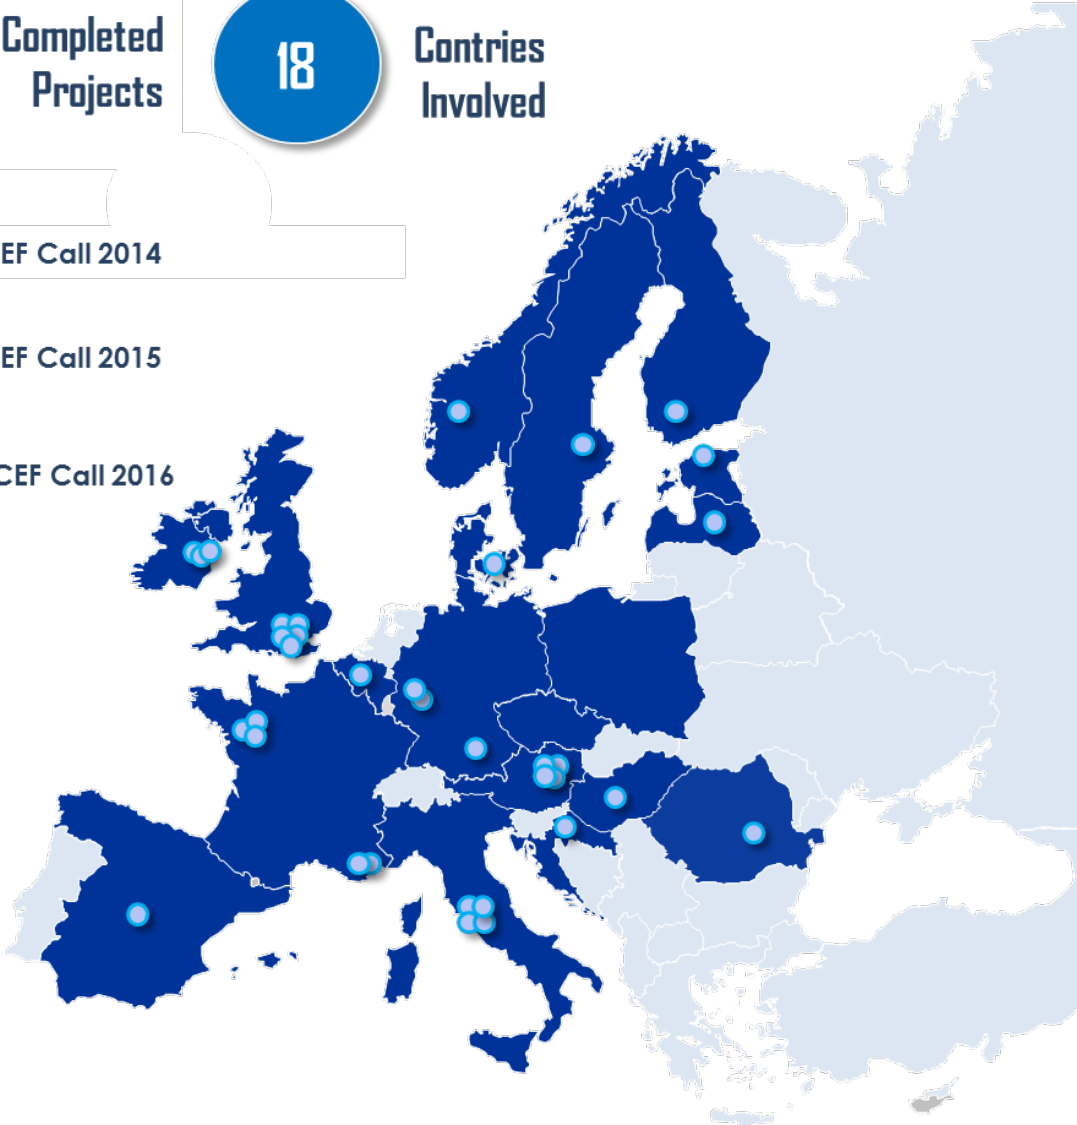 Completed
Projects
18
Contries
Involved
EF Call 2014
EF Call 2015
CEF Call 2016